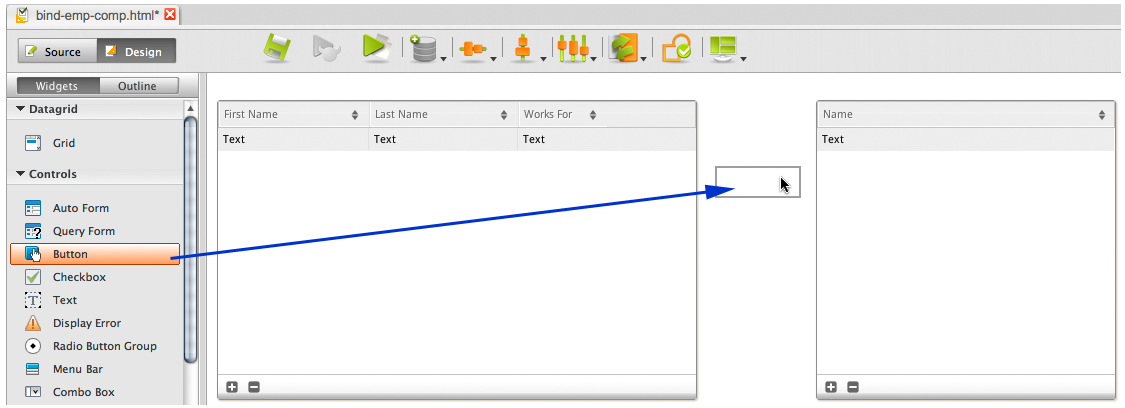 bind-emp-comp.html*
Source Design
Widgets Outline
Datagrid
Grid
Controls
Auto Form
Query Form
Button
Checkbox
Text
Display Error
Radio Button Group
Menu Bar
Combo Box
First Name Last Name Works For
Text Text Text
Name
Text